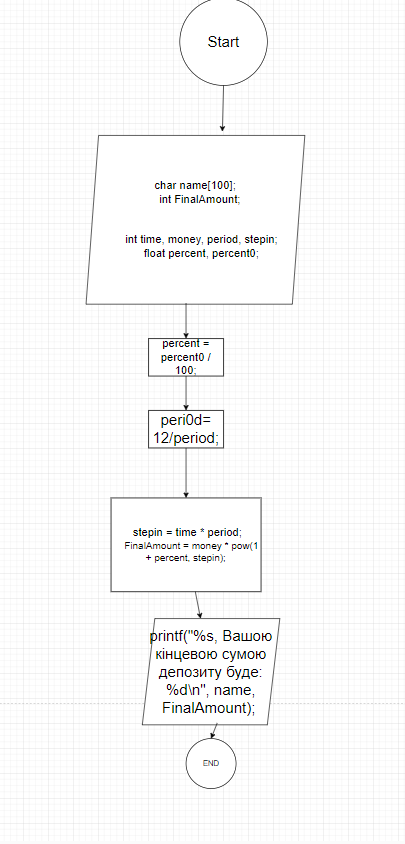 Start
char name[100];
int FinalAmount;
int time, money, period, stepin;
float percent, percent0;
percent =
percent0 /
100;
peri0d=
12/period;
stepin = time * period;
FinalAmount = money * pow(1
+ percent, stepin);
printf("%s, Вашою
кінцевою сумою
депозиту буде:
%d\n", name,
FinalAmount);
END